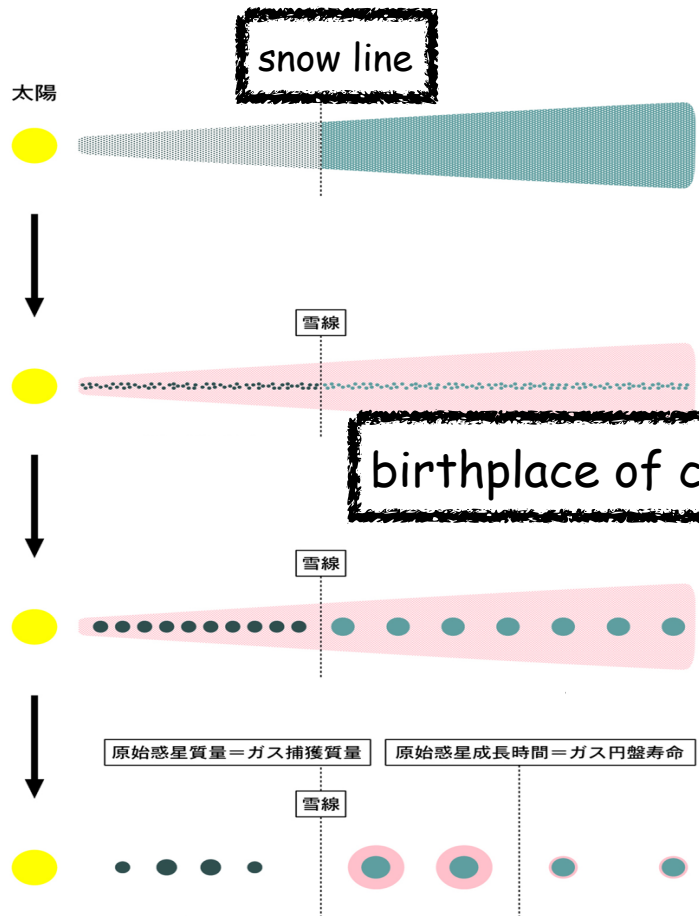 snow line
太陽
雪線
birthplace of c
雪線
原始惑星質量＝ガス捕獲質量
原始惑星成長時間＝ガス円盤寿命
雪線